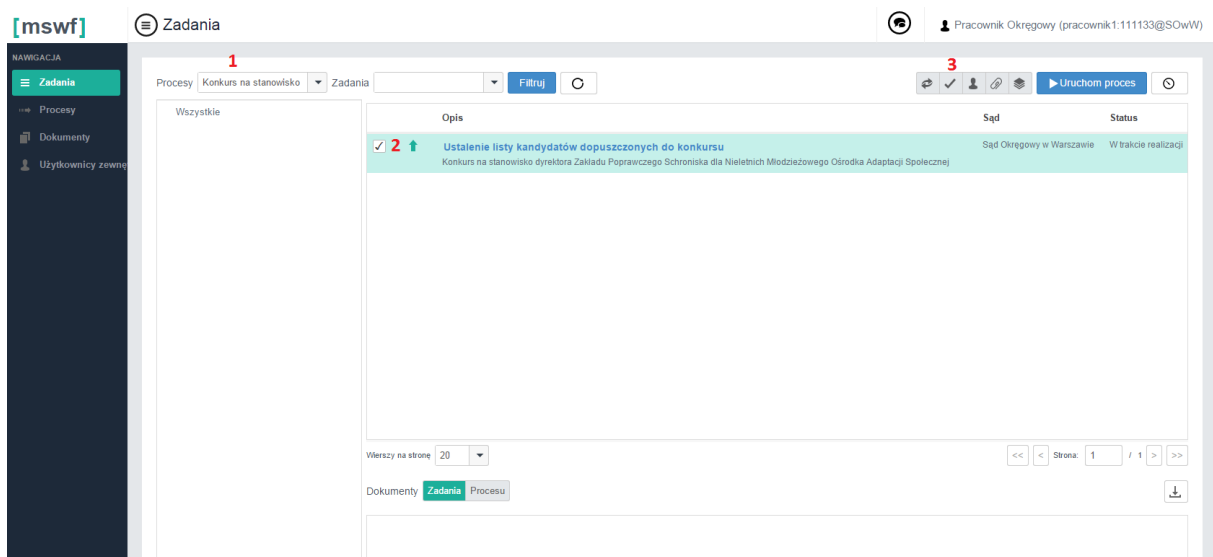 [mswf]
Zadania
Pracownik Okręgowy (pracownik1:111133@SOwW)
NAWIGACJA
Zadania
Procesy
Dokumenty
Użytkownicy zewnę
1
3
Procesy Konkurs na stanowisko Zadania Filtruj Uruchom proces
Wszystkie
Opis Sąd Status
2 Ustalenie listy kandydatów dopuszczonych do konkursu Sąd Okręgowy w Warszawie W trakcie realizacji
Konkurs na stanowisko dyrektora Zakładu Poprawczego Schroniska dla Nieletnich Młodzieżowego Ośrodka Adaptacji Społecznej
Wierszy na stronę 20 << < Strona: 1 / 1 > >>
Dokumenty Zadania Procesu